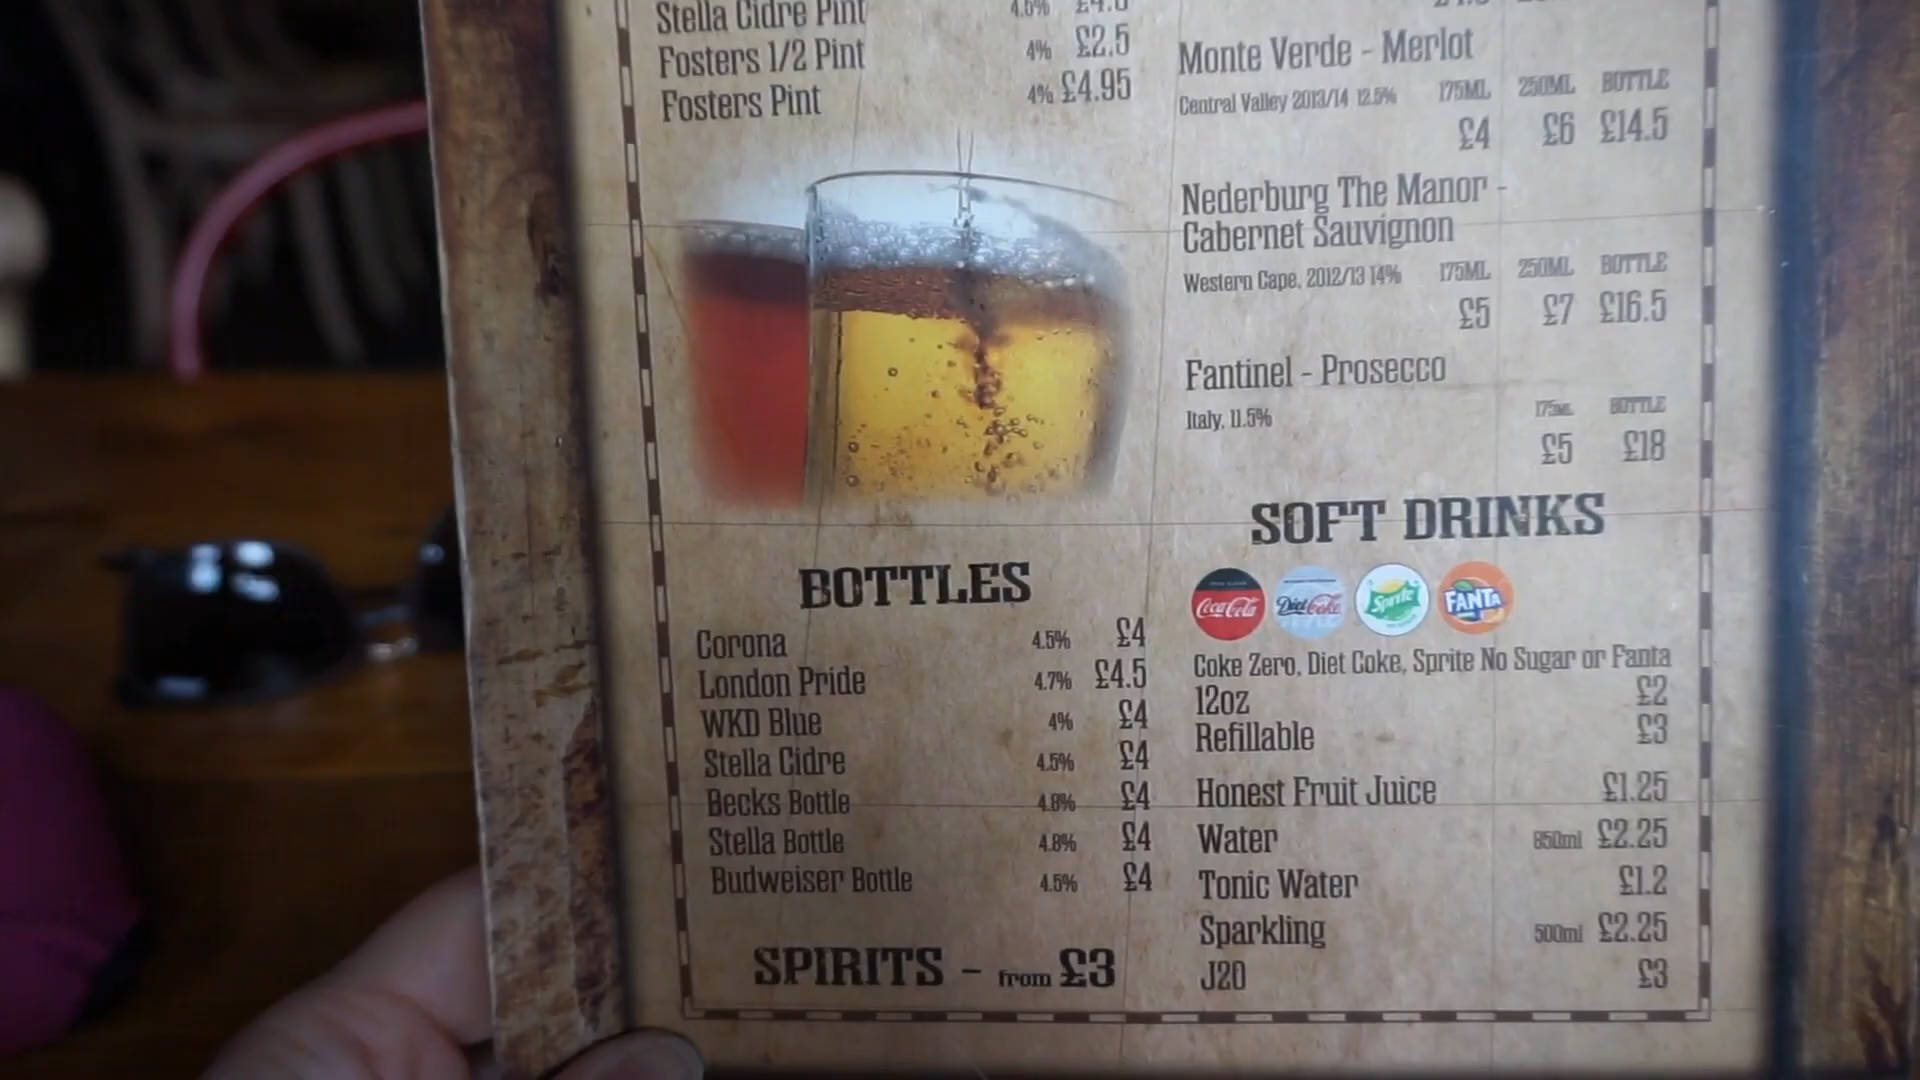 Stella Cidre Pint 4.5%
Fosters 1/2 Pint 4% £2.5
Fosters Pint 4% £4.95
BOTTLES
Corona 4.5% £4
London Pride 4.7% £4.5
WKD Blue 4% £4
Stella Cidre 4.5% £4
Becks Bottle 4.8% £4
Stella Bottle 4.8% £4
Budweiser Bottle 4.5% £4
SPIRITS - from £3
Monte Verde - Merlot
Central Valley 2013/14 12.5% 175ML 250ML BOTTLE
£4 £6 £14.5
Nederburg The Manor -
Cabernet Sauvignon
Western Cape, 2012/13 14% 175ML 250ML BOTTLE
£5 £7 £16.5
Fantinel - Prosecco
175ML BOTTLE
Italy, 11.5%
£5 £18
SOFT DRINKS
Coca-Cola Diet Coke Sprite FANTA
Coke Zero, Diet Coke, Sprite No Sugar or Fanta
12oz £2
Refillable £3
Honest Fruit Juice £1.25
Water 850ml £2.25
Tonic Water £1.2
Sparkling 500ml £2.25
J20 £3